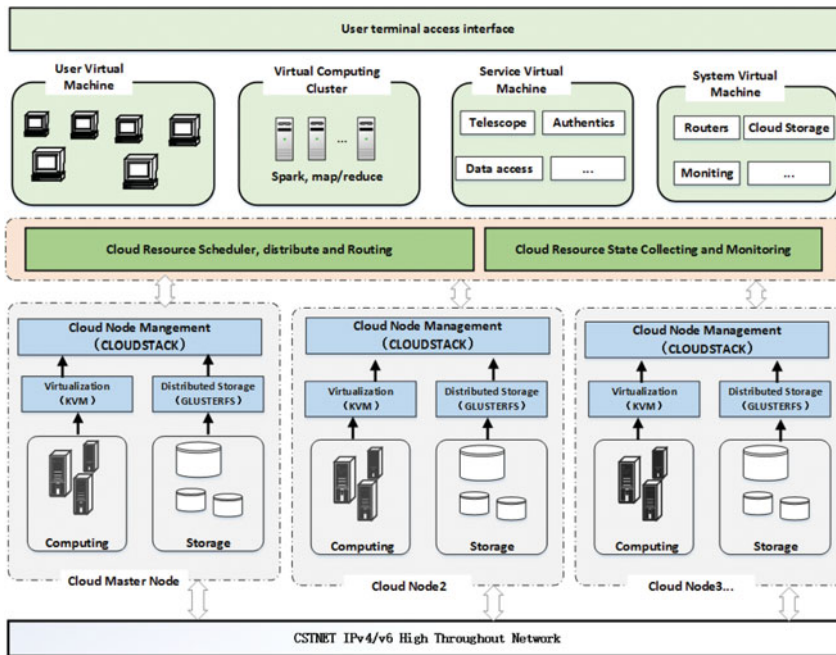 User terminal access interface
User Virtual
Machine
Virtual Computing
Cluster
...
Spark, map/reduce
Service Virtual
Machine
Telescope
Authentics
Data access
...
System Virtual
Machine
Routers
Cloud Storage
Moniting
...
Cloud Resource Scheduler, distribute and Routing
Cloud Resource State Collecting and Monitoring
Cloud Node Mangement
(CLOUDSTACK)
Virtualization
(KVM)
Distributed Storage
(GLUSTERFS)
Computing
Storage
Cloud Master Node
Cloud Node Management
(CLOUDSTACK)
Virtualization
(KVM)
Distributed Storage
(GLUSTERFS)
Computing
Storage
Cloud Node2
Cloud Node Management
(CLOUDSTACK)
Virtualization
(KVM)
Distributed Storage
(GLUSTERFS)
Computing
Storage
Cloud Node3...
CSTNET IPv4/v6 High Throughout Network